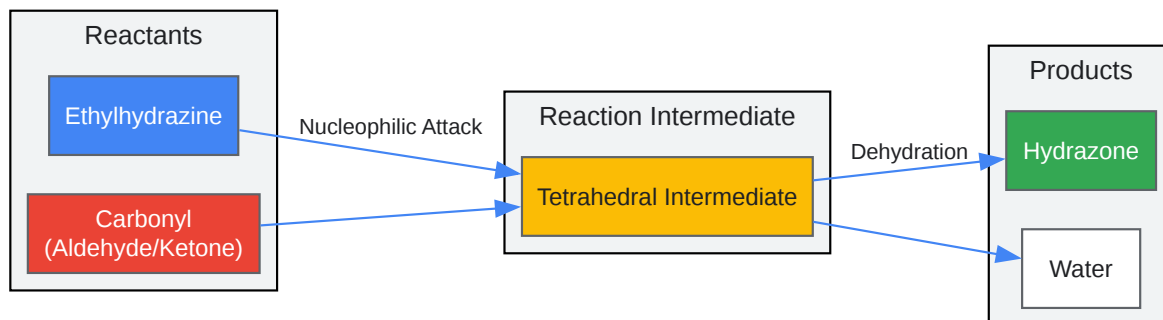 Reactants
Ethylhydrazine
Carbonyl
(Aldehyde/Ketone)
Nucleophilic Attack
Reaction Intermediate
Tetrahedral Intermediate
Dehydration
Products
Hydrazone
Water